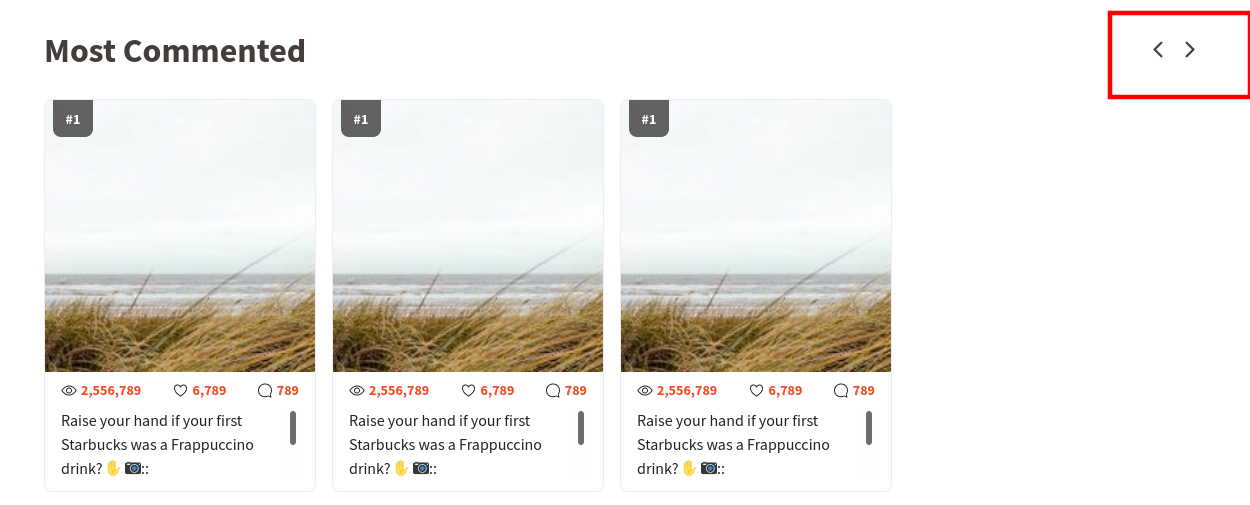 Most Commented
#1
#1
#1
2,556,789 6,789 789
2,556,789 6,789 789
2,556,789 6,789 789
Raise your hand if your first
Starbucks was a Frappuccino
drink? ✋ 📷::
Raise your hand if your first
Starbucks was a Frappuccino
drink? ✋ 📷::
Raise your hand if your first
Starbucks was a Frappuccino
drink? ✋ 📷::